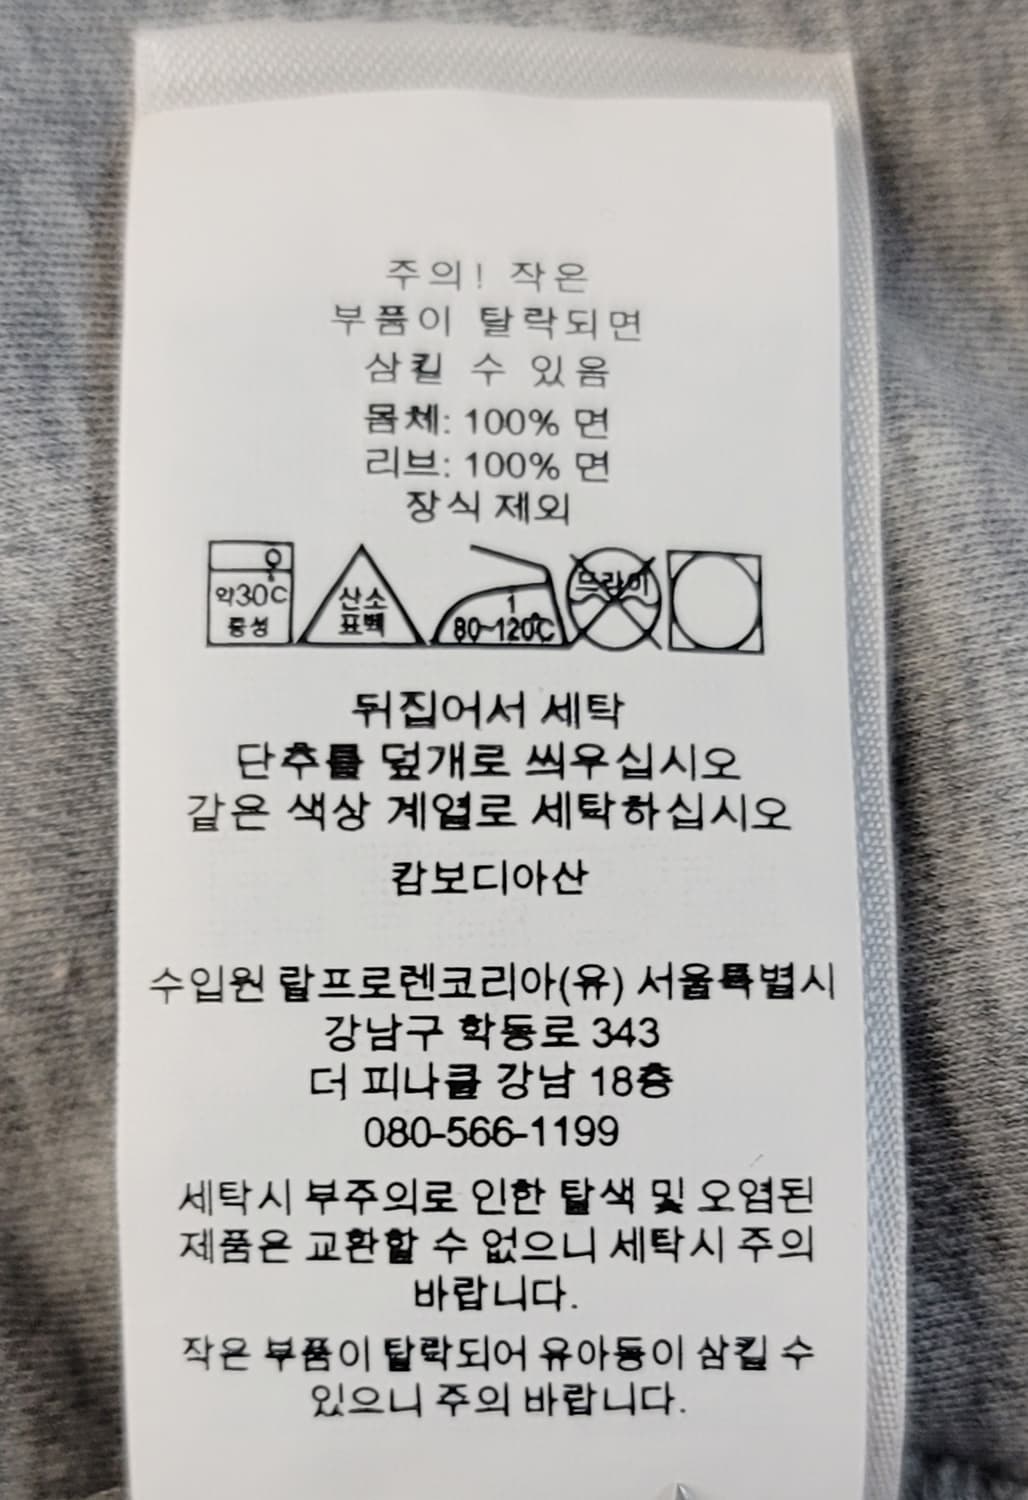 주의! 작은
부품이 탈락되면
삼킬 수 있음
몸체: 100% 면
리브: 100% 면
장식 제외
약30C
중성
산소
표백
1
80~120℃
드라이
뒤집어서 세탁
단추를 덮개로 씌우십시오
같은 색상 계열로 세탁하십시오
캄보디아산
수입원 랄프로렌코리아(유) 서울특별시
강남구 학동로 343
더 피나클 강남 18층
080-566-1199
세탁시 부주의로 인한 탈색 및 오염된
제품은 교환할 수 없으니 세탁시 주의
바랍니다.
작은 부품이 탈락되어 유아동이 삼킬 수
있으니 주의 바랍니다.